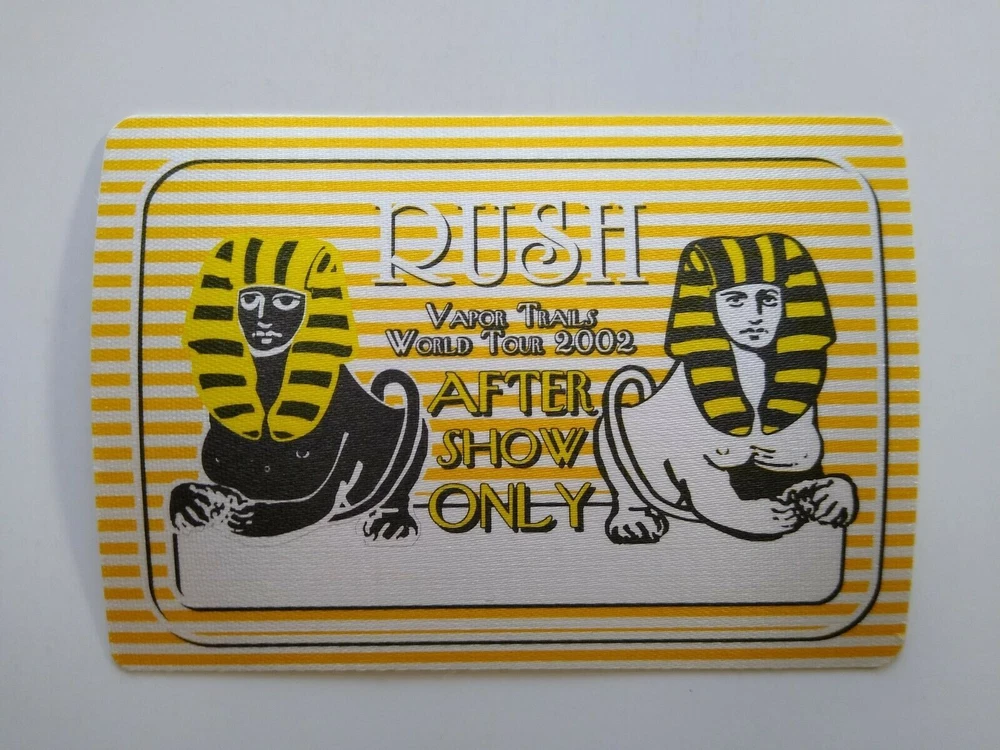 RUSH
VAPOR TRAILS
WORLD TOUR 2002
AFTER
SHOW
ONLY